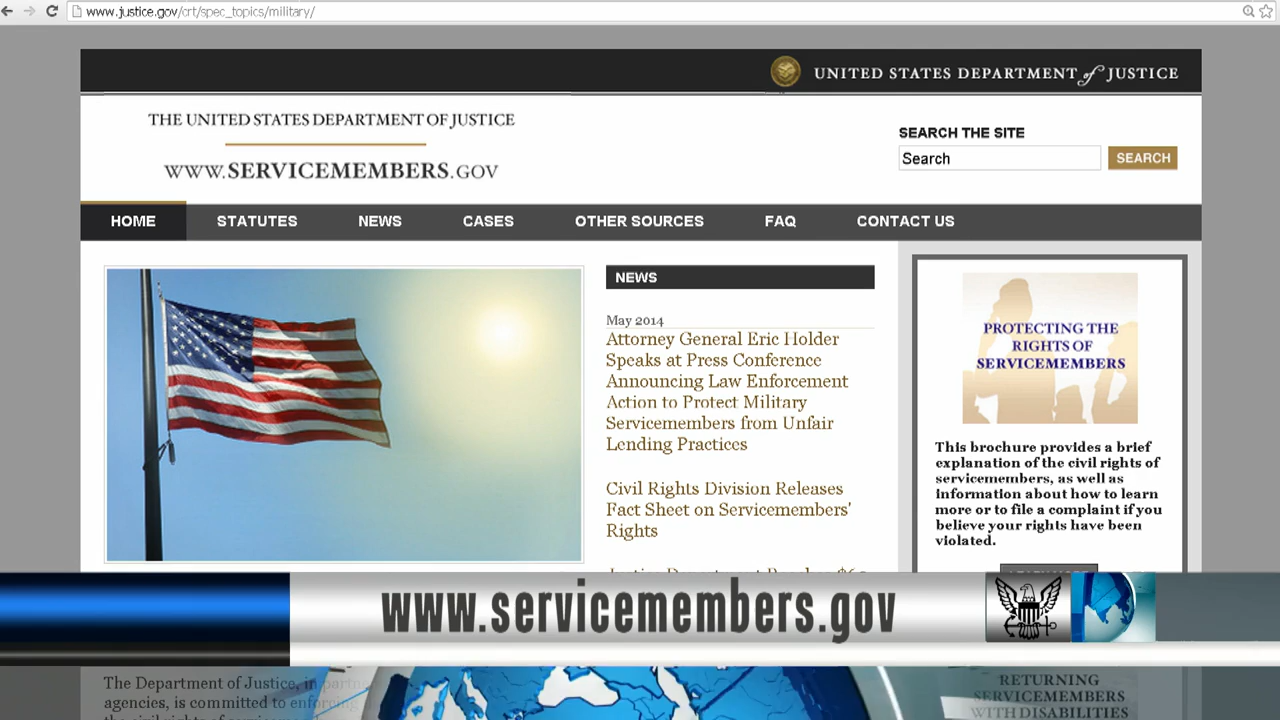 www.justice.gov/crt/spec_topics/military/
UNITED STATES DEPARTMENT of JUSTICE
THE UNITED STATES DEPARTMENT OF JUSTICE
WWW.SERVICEMEMBERS.GOV
SEARCH THE SITE
Search SEARCH
HOME STATUTES NEWS CASES OTHER SOURCES FAQ CONTACT US
NEWS
May 2014
Attorney General Eric Holder
Speaks at Press Conference
Announcing Law Enforcement
Action to Protect Military
Servicemembers from Unfair
Lending Practices
Civil Rights Division Releases
Fact Sheet on Servicemembers'
Rights
PROTECTING THE
RIGHTS OF
SERVICEMEMBERS
This brochure provides a brief
explanation of the civil rights of
servicemembers, as well as
information about how to learn
more or to file a complaint if you
believe your rights have been
violated.
www.servicemembers.gov
The Department of Justice, in
agencies, is committed to enforcing
RETURNING
SERVICEMEMBERS
WITH DISABILITIES